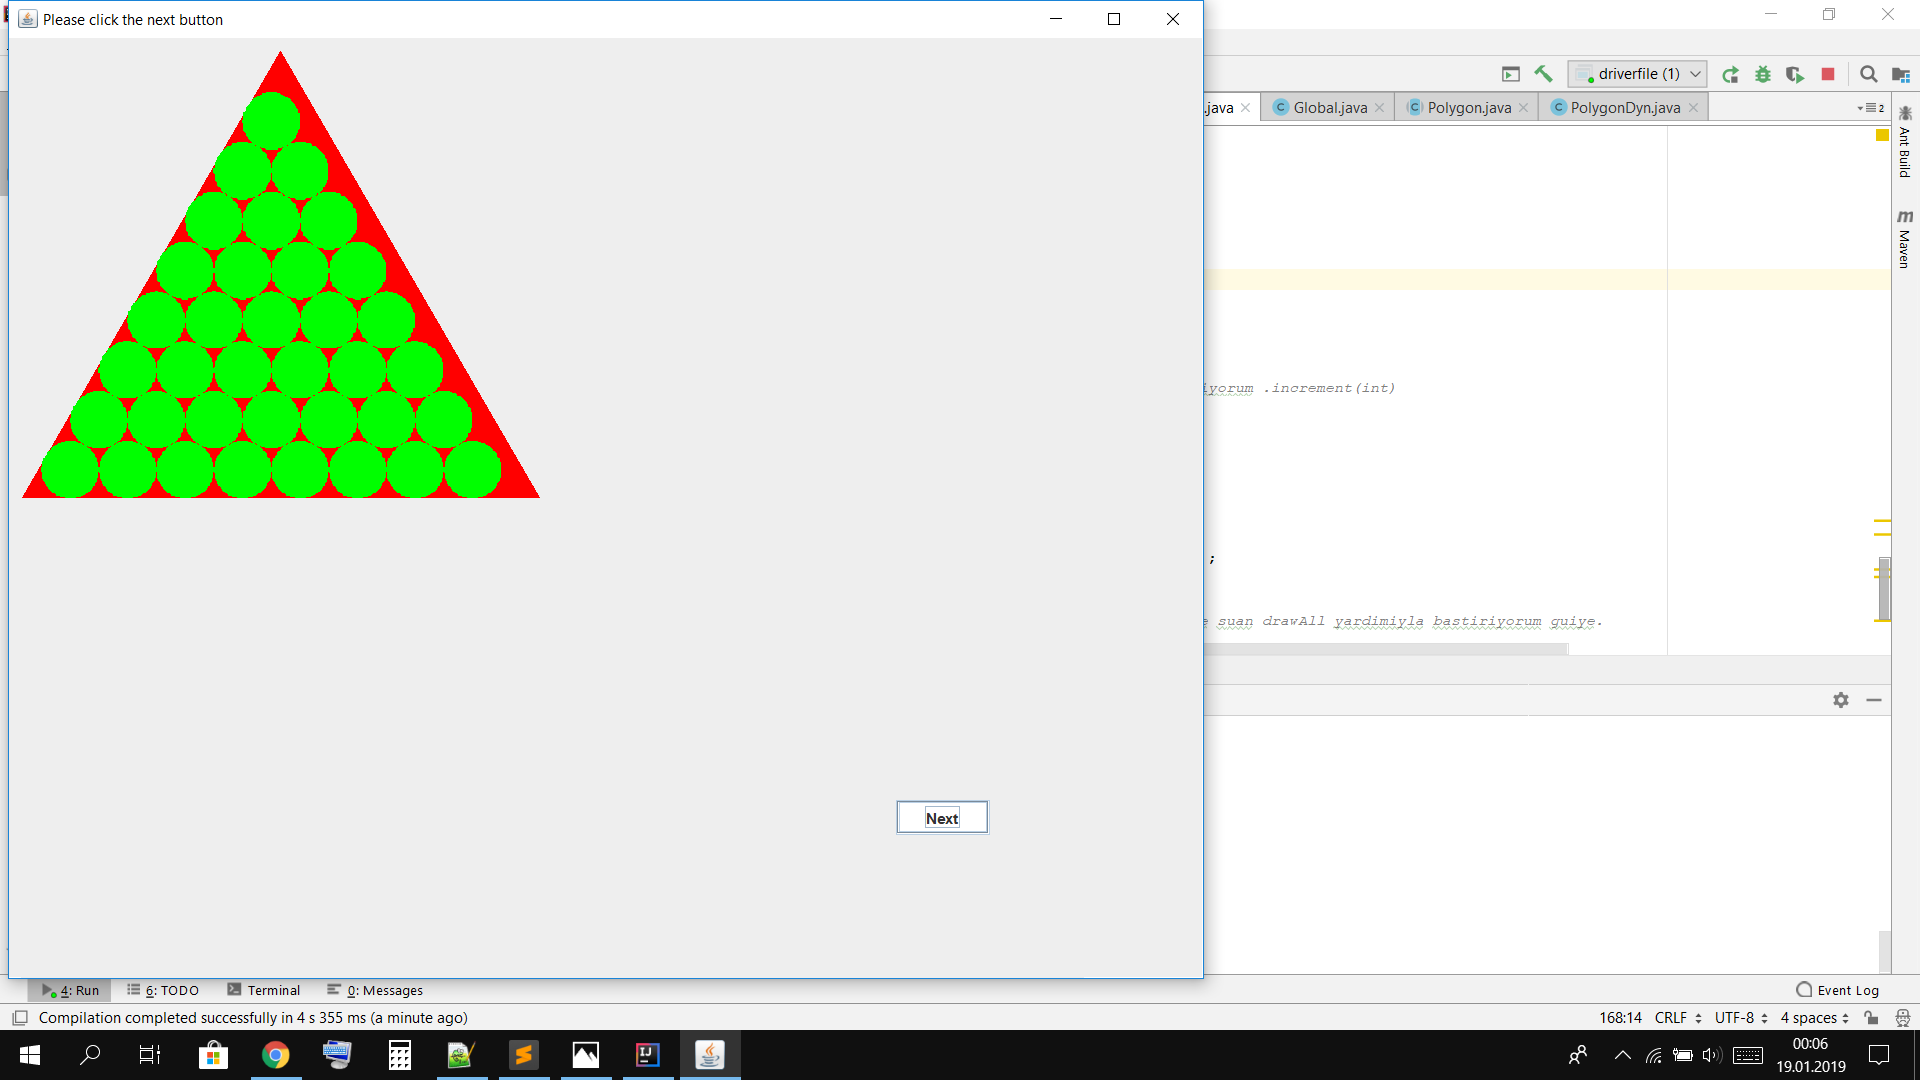 Please click the next button
driverfile (1)
.java
Global.java
Polygon.java
PolygonDyn.java
2
Ant Build
m
Maven
iyorum .increment(int)
;
e suan drawAll yardimiyla bastiriyorum guiye.
Next
4: Run
6: TODO
Terminal
0: Messages
Event Log
Compilation completed successfully in 4 s 355 ms (a minute ago)
168:14
CRLF
UTF-8
4 spaces
00:06
19.01.2019